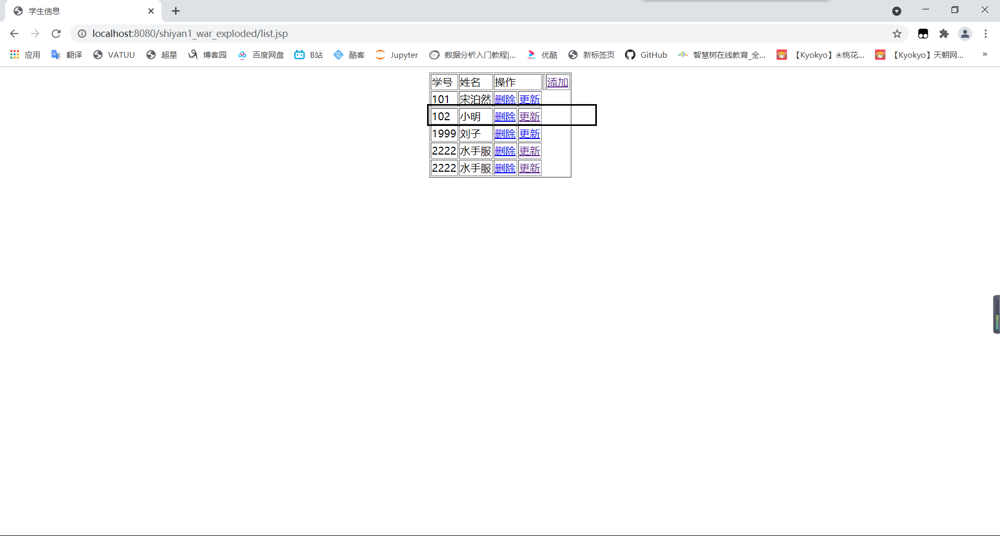 学生信息
localhost:8080/shiyan1_war_exploded/list.jsp
应用 翻译 VATUU 超星 博客园 百度网盘 B站 酷客 Jupyter 数据分析入门教程|... 优酷 新标签页 GitHub 智慧树在线教育_全... 【Kyokyo】❀桃花... 【Kyokyo】天朝网... »
学号 姓名 操作 添加
101 宋泊然 删除 更新
102 小明 删除 更新
1999 刘子 删除 更新
2222 水手服 删除 更新
2222 水手服 删除 更新